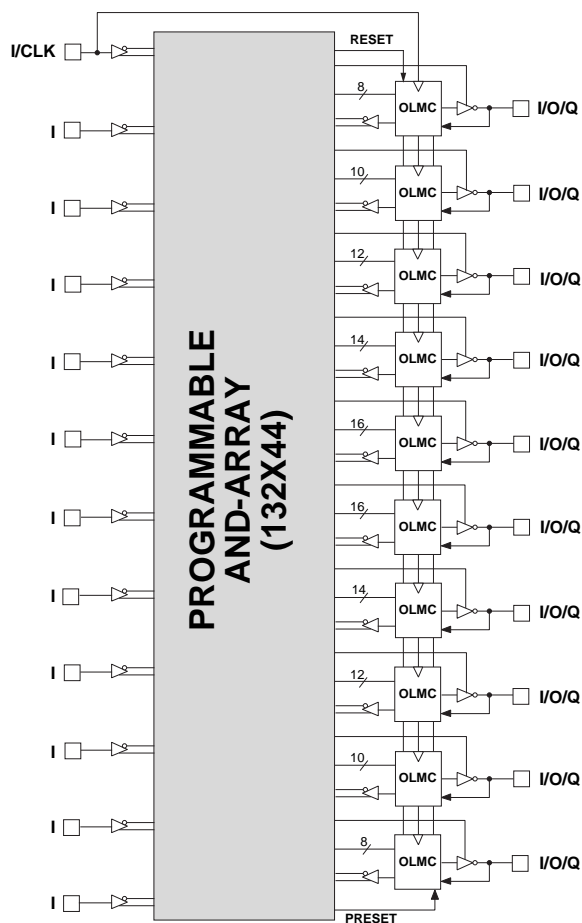 RESET
I/CLK
8
OLMC
I/O/Q
I
10
OLMC
I/O/Q
I
12
OLMC
I/O/Q
I
14
OLMC
I/O/Q
I
16
OLMC
I/O/Q
I
PROGRAMMABLE
AND-ARRAY
(132X44)
16
OLMC
I/O/Q
I
14
OLMC
I/O/Q
I
12
OLMC
I/O/Q
I
10
OLMC
I/O/Q
I
8
OLMC
I/O/Q
I
I
PRESET